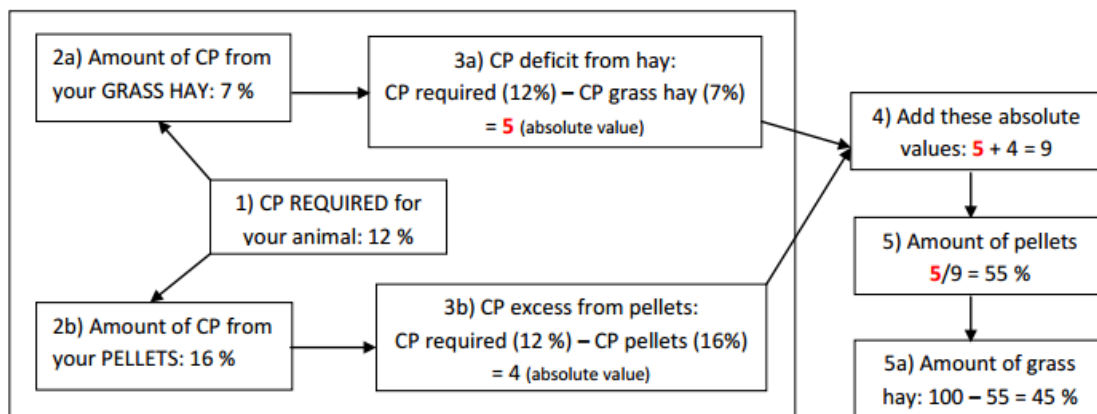 2a) Amount of CP from
your GRASS HAY: 7 %
3a) CP deficit from hay:
CP required (12%) – CP grass hay (7%)
= 5 (absolute value)
1) CP REQUIRED for
your animal: 12 %
2b) Amount of CP from
your PELLETS: 16 %
3b) CP excess from pellets:
CP required (12 %) – CP pellets (16%)
= 4 (absolute value)
4) Add these absolute
values: 5 + 4 = 9
5) Amount of pellets
5/9 = 55 %
5a) Amount of grass
hay: 100 – 55 = 45 %